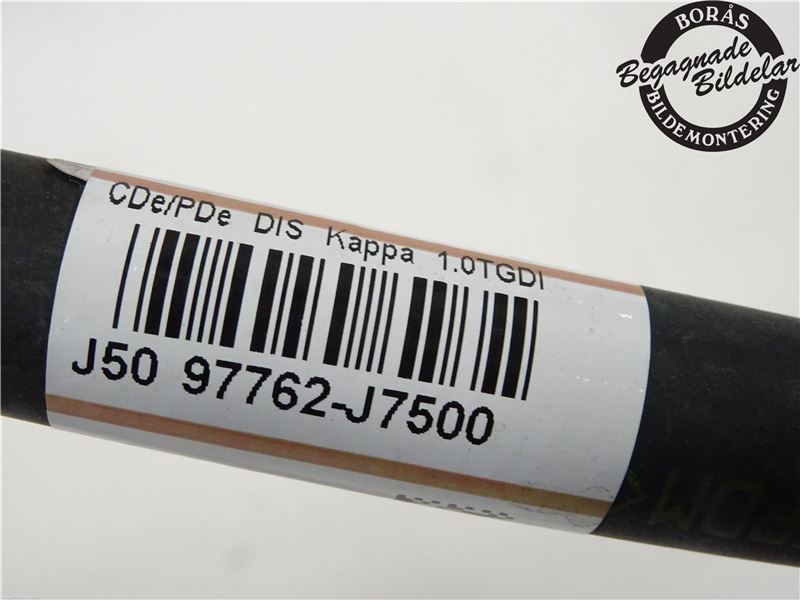 BORÅS
Begagnade
Bildelar
BILDEMONTERING
CDe/PDe DIS Kappa 1.0TGDI
J50 97762-J7500